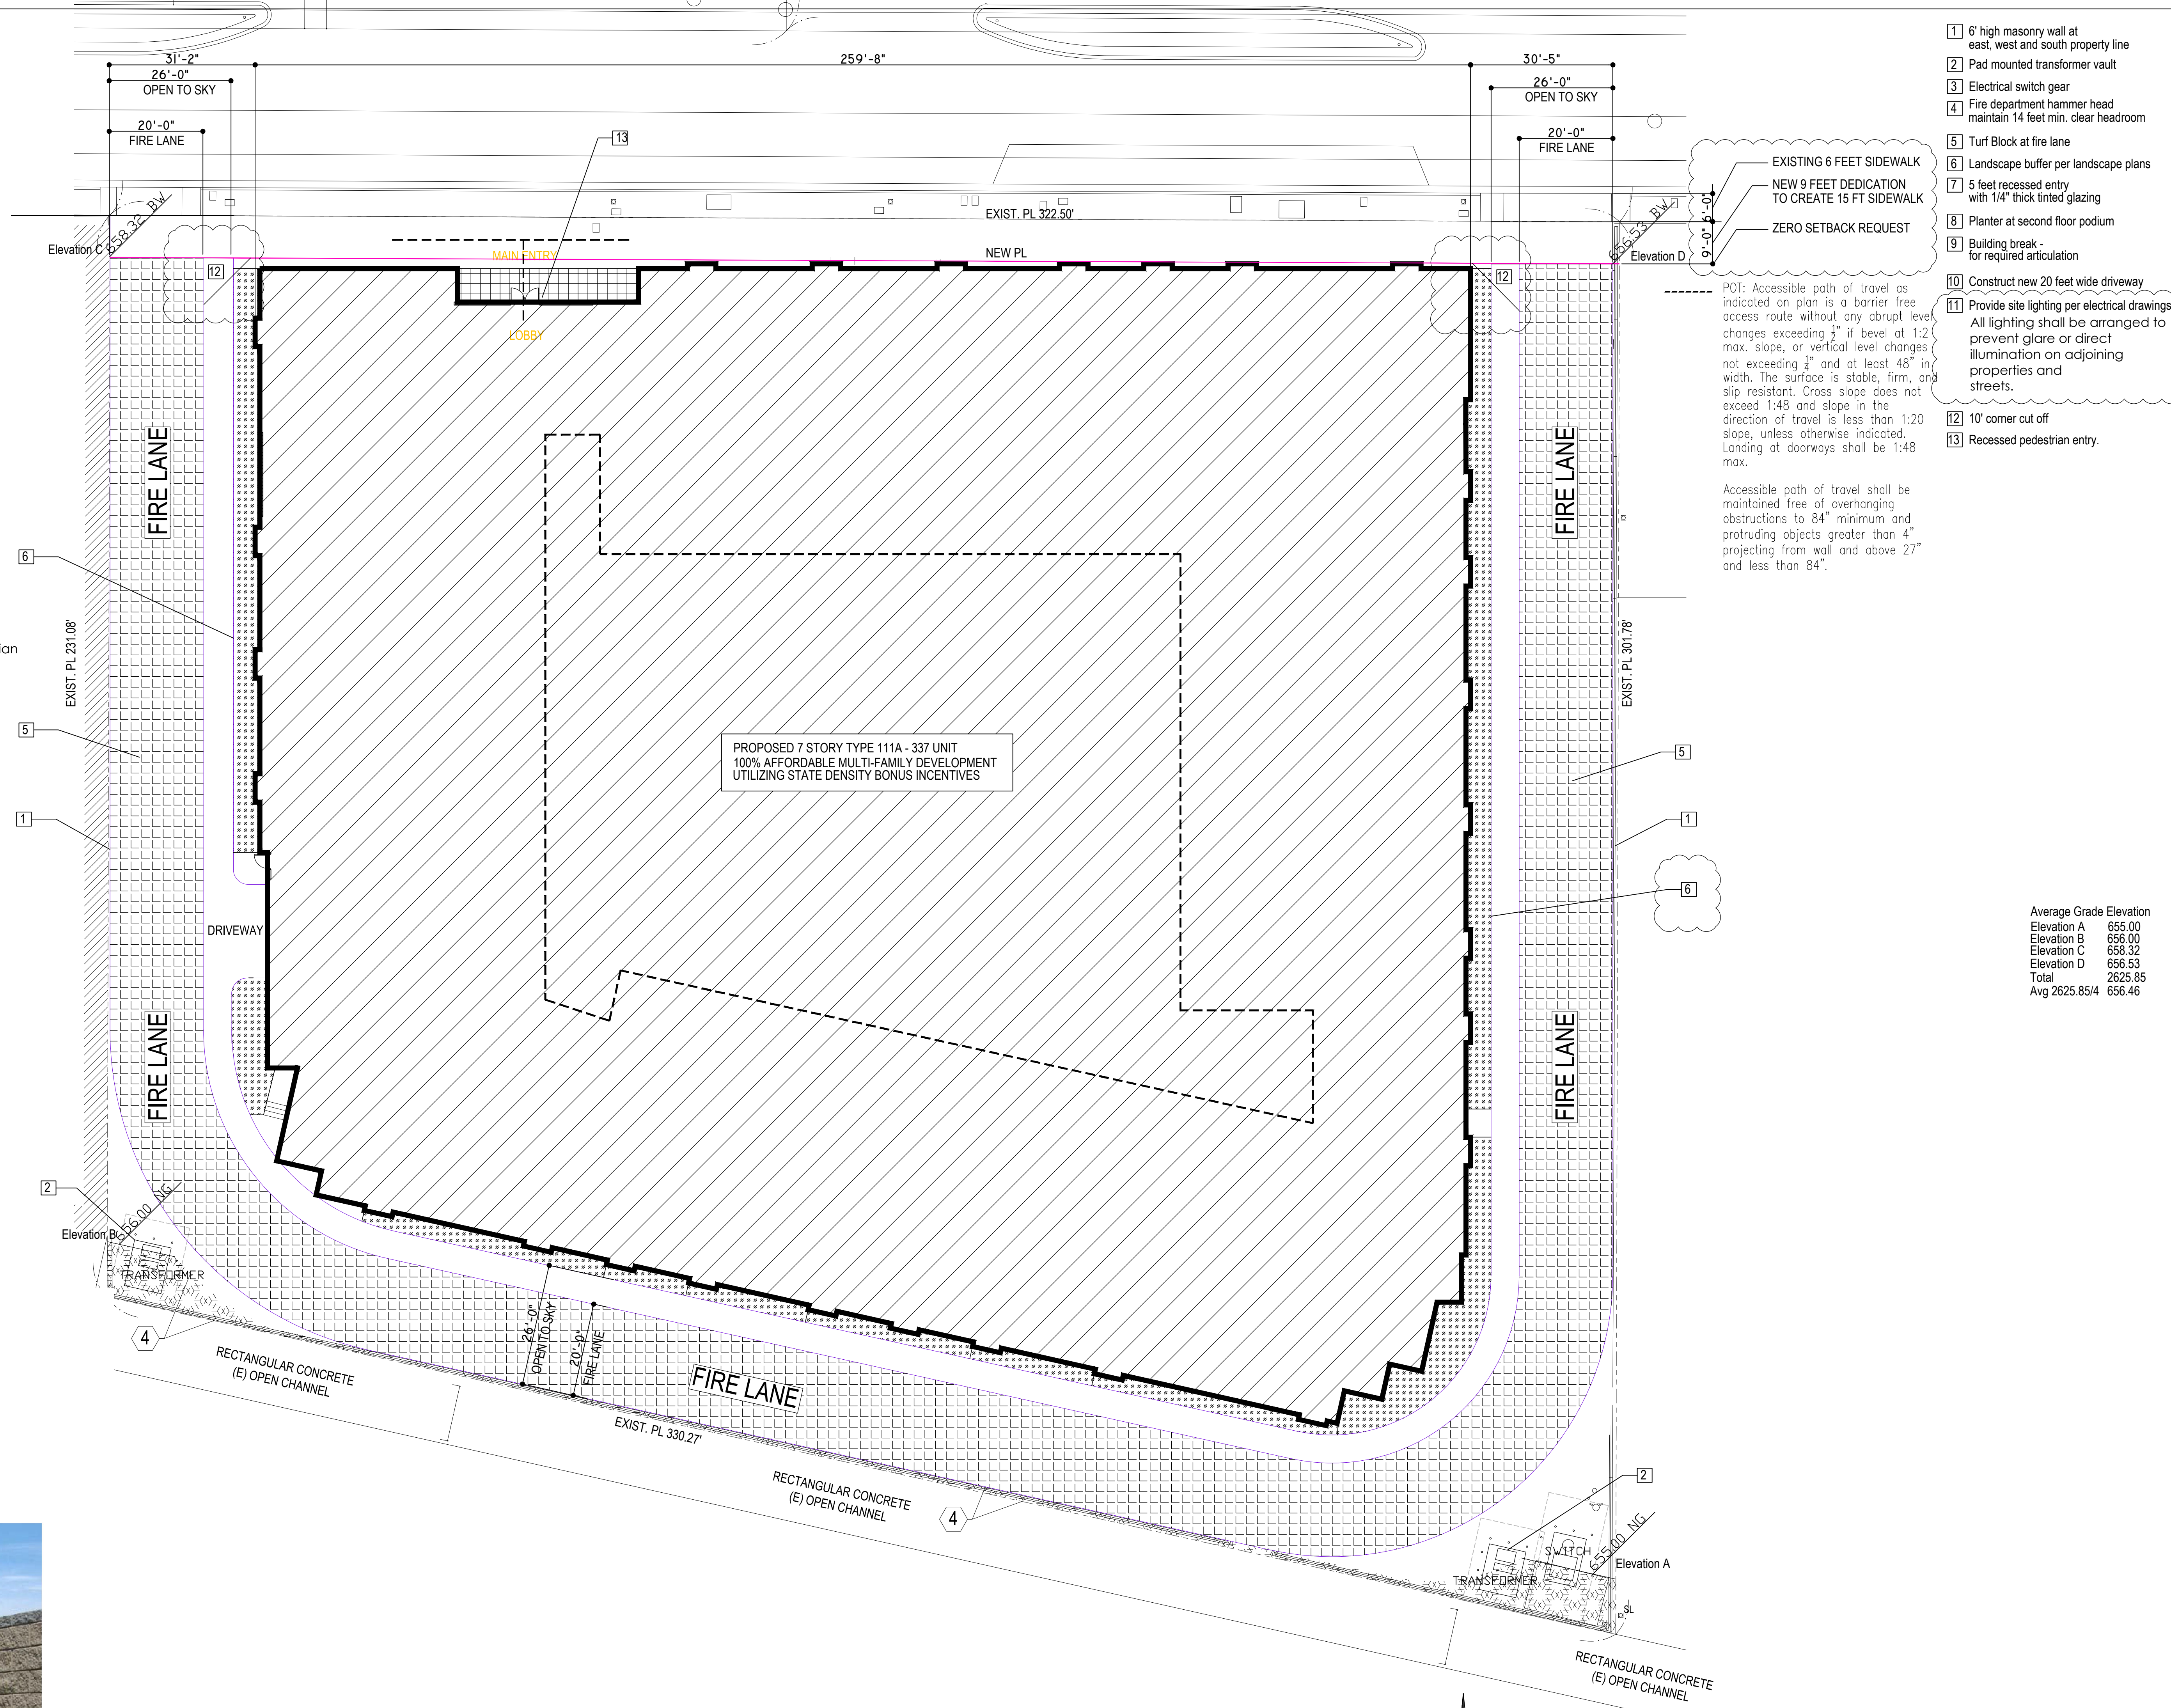 31'-2"
259'-8"
30'-5"
26'-0"
OPEN TO SKY
26'-0"
OPEN TO SKY
20'-0"
FIRE LANE
13
20'-0"
FIRE LANE
EXISTING 6 FEET SIDEWALK
NEW 9 FEET DEDICATION
TO CREATE 15 FT SIDEWALK
ZERO SETBACK REQUEST
6'-0"
9'-0"
EXIST. PL 322.50'
658.32 BW
Elevation C
656.53 BW
Elevation D
MAIN ENTRY
NEW PL
12
12
LOBBY
1 6' high masonry wall at
east, west and south property line
2 Pad mounted transformer vault
3 Electrical switch gear
4 Fire department hammer head
maintain 14 feet min. clear headroom
5 Turf Block at fire lane
6 Landscape buffer per landscape plans
7 5 feet recessed entry
with 1/4" thick tinted glazing
8 Planter at second floor podium
9 Building break -
for required articulation
10 Construct new 20 feet wide driveway
11 Provide site lighting per electrical drawings
All lighting shall be arranged to
prevent glare or direct
illumination on adjoining
properties and
streets.
12 10' corner cut off
13 Recessed pedestrian entry.
POT: Accessible path of travel as
indicated on plan is a barrier free
access route without any abrupt level
changes exceeding ½" if bevel at 1:2
max. slope, or vertical level changes
not exceeding ¼" and at least 48" in
width. The surface is stable, firm, and
slip resistant. Cross slope does not
exceed 1:48 and slope in the
direction of travel is less than 1:20
slope, unless otherwise indicated.
Landing at doorways shall be 1:48
max.
Accessible path of travel shall be
maintained free of overhanging
obstructions to 84" minimum and
protruding objects greater than 4"
projecting from wall and above 27"
and less than 84".
FIRE LANE
FIRE LANE
6
ian
EXIST. PL 2331.08'
EXIST. PL 301.78'
5
5
PROPOSED 7 STORY TYPE 111A - 337 UNIT
100% AFFORDABLE MULTI-FAMILY DEVELOPMENT
UTILIZING STATE DENSITY BONUS INCENTIVES
1
1
6
DRIVEWAY
Average Grade Elevation
Elevation A 655.00
Elevation B 656.00
Elevation C 658.32
Elevation D 656.53
Total 2625.85
Avg 2625.85/4 656.46
FIRE LANE
FIRE LANE
2
656.00 NG
Elevation B
TRANSFORMER
4
RECTANGULAR CONCRETE
(E) OPEN CHANNEL
26'-0"
OPEN TO SKY
20'-0"
FIRE LANE
FIRE LANE
EXIST. PL 330.27'
RECTANGULAR CONCRETE
(E) OPEN CHANNEL
4
2
655.00 NG
SWITCH
Elevation A
TRANSFORMER
SL
RECTANGULAR CONCRETE
(E) OPEN CHANNEL